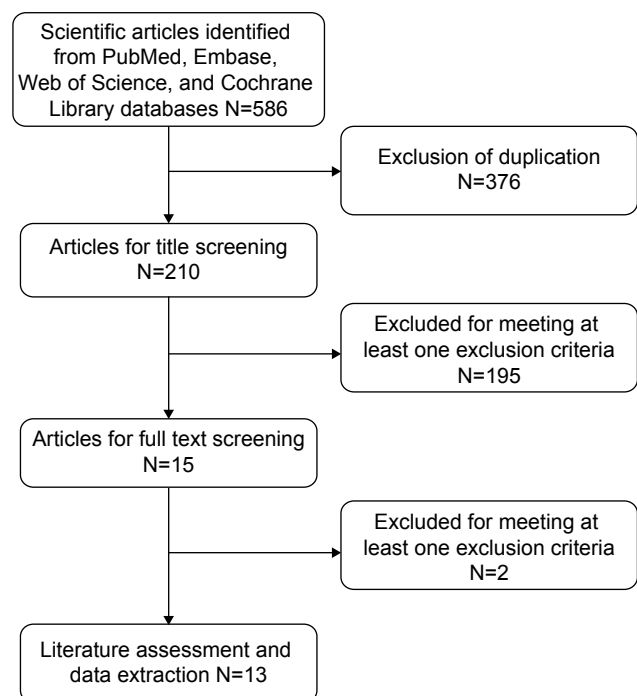 Scientific articles identified
from PubMed, Embase,
Web of Science, and Cochrane
Library databases N=586
Exclusion of duplication
N=376
Articles for title screening
N=210
Excluded for meeting at
least one exclusion criteria
N=195
Articles for full text screening
N=15
Excluded for meeting at
least one exclusion criteria
N=2
Literature assessment and
data extraction N=13